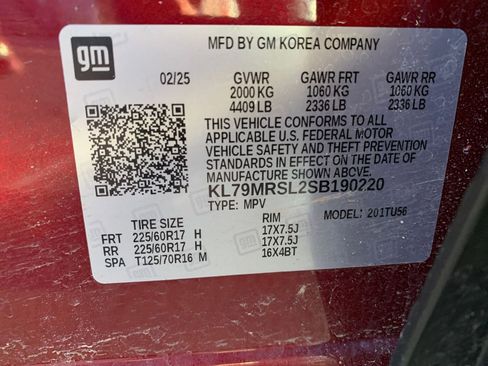 gm
MFD BY GM KOREA COMPANY
02/25 GVWR GAWR FRT GAWR RR
2000 KG 1060 KG 1060 KG
4409 LB 2336 LB 2336 LB
THIS VEHICLE CONFORMS TO ALL
APPLICABLE U.S. FEDERAL MOTOR
VEHICLE SAFETY AND THEFT PREVENTION
STANDARDS IN EFFECT ON THE DATE OF
MANUFACTURE SHOWN ABOVE.
KL79MRSL2SB190220
TYPE: MPV MODEL: 201TU56
TIRE SIZE RIM
FRT 225/60R17 H 17X7.5J
RR 225/60R17 H 17X7.5J
SPA T125/70R16 M 16X4BT